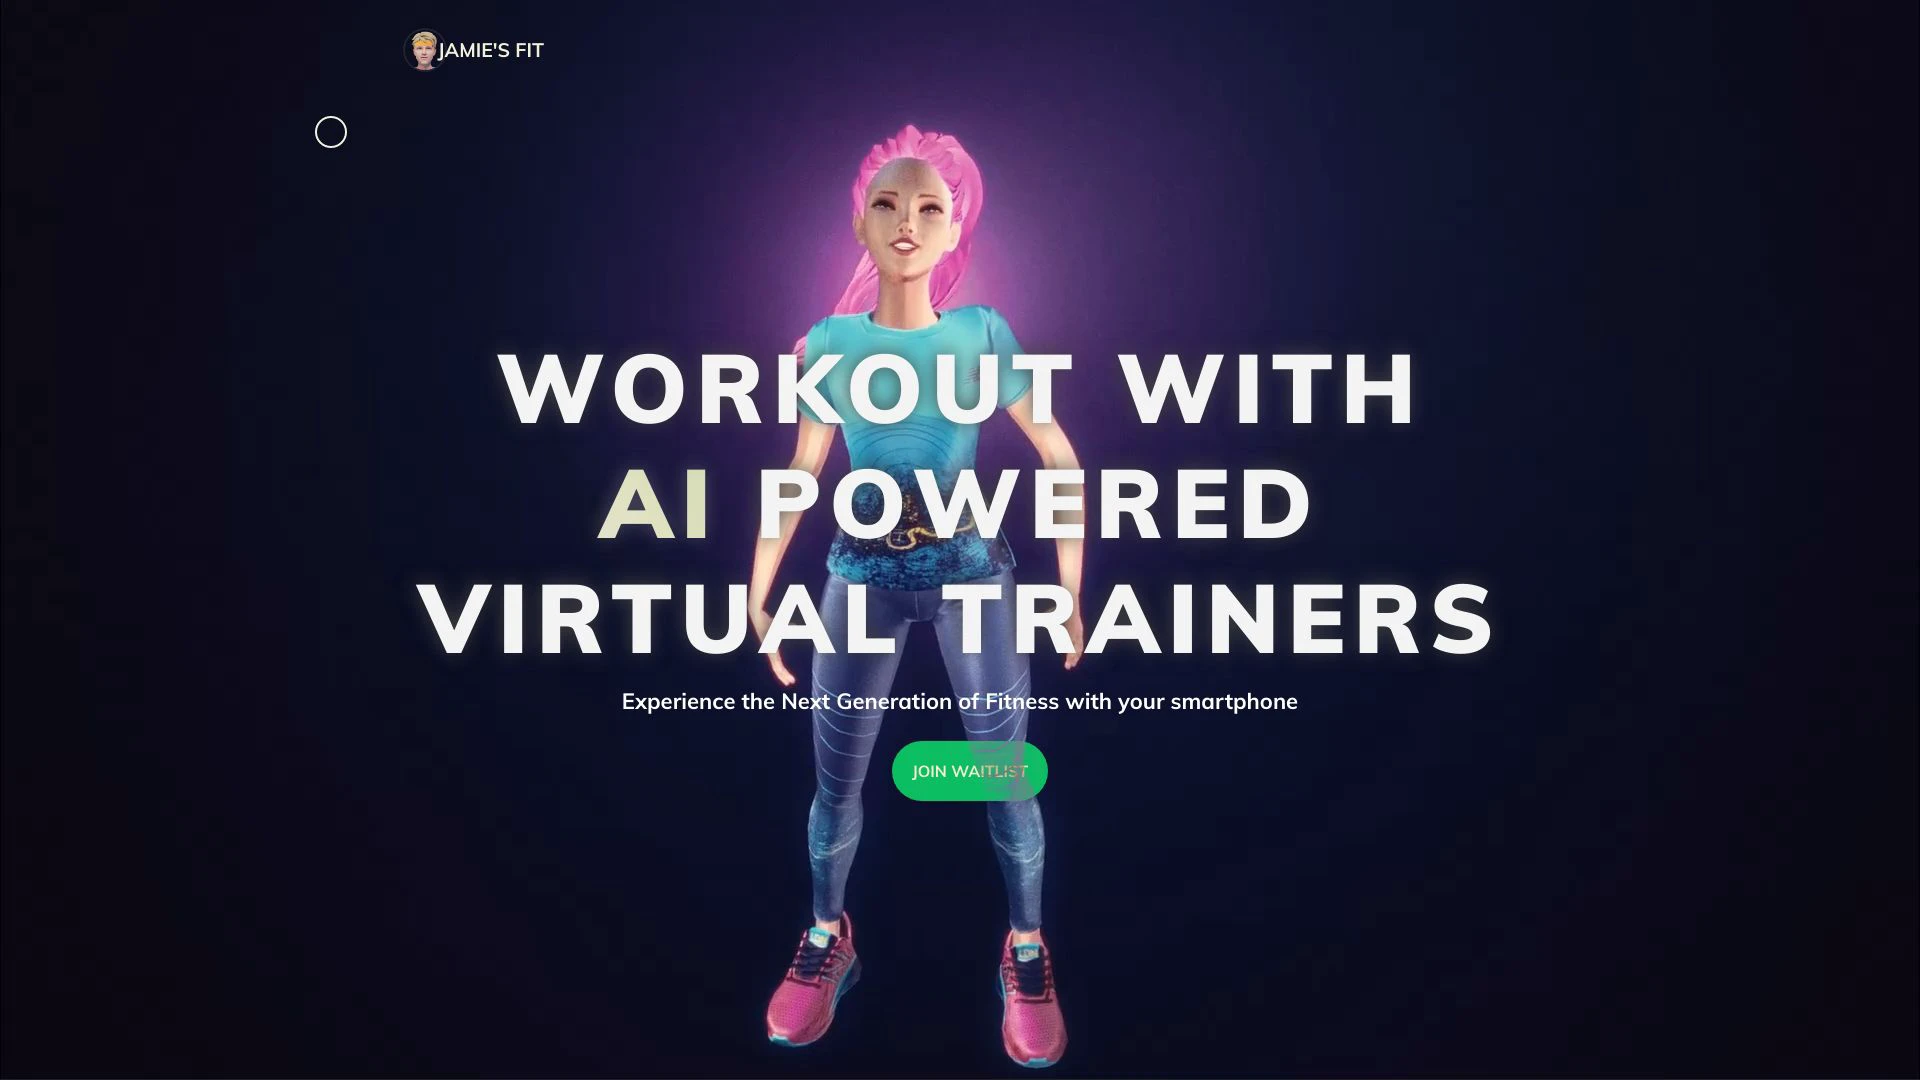 JAMIE'S FIT
WORKOUT WITH
AI POWERED
VIRTUAL TRAINERS
Experience the Next Generation of Fitness with your smartphone
JOIN WAITLIST